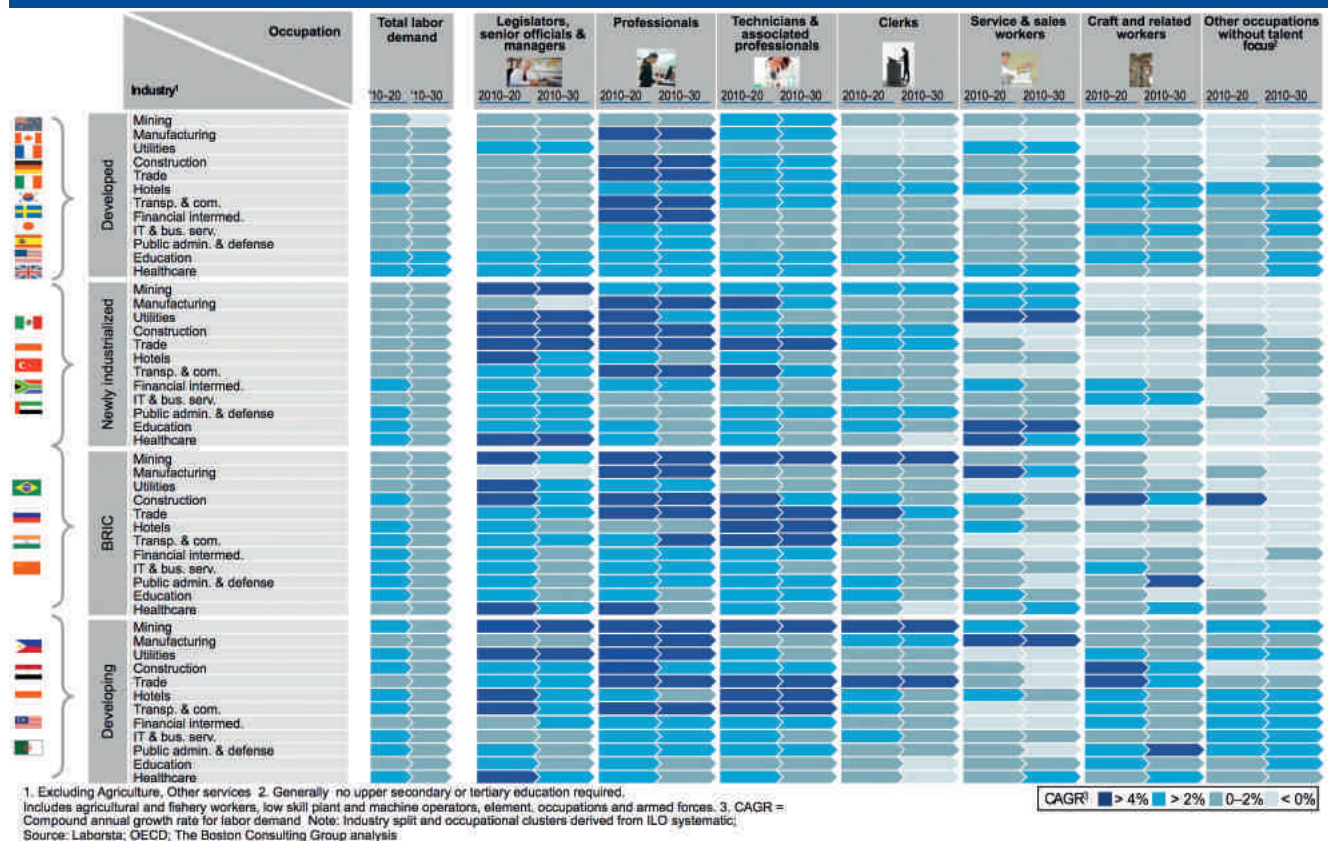 Occupation
Industry¹
Total labor
demand
Legislators,
senior officials &
managers
Professionals
Technicians &
associated
professionals
Clerks
Service & sales
workers
Craft and related
workers
Other occupations
without talent
focus²
'10–20 '10–30
2010–20 2010–30
2010–20 2010–30
2010–20 2010–30
2010–20 2010–30
2010–20 2010–30
2010–20 2010–30
2010–20 2010–30
Developed
Mining
Manufacturing
Utilities
Construction
Trade
Hotels
Transp. & com.
Financial intermed.
IT & bus. serv.
Public admin. & defense
Education
Healthcare
Newly industrialized
Mining
Manufacturing
Utilities
Construction
Trade
Hotels
Transp. & com.
Financial intermed.
IT & bus. serv.
Public admin. & defense
Education
Healthcare
BRIC
Mining
Manufacturing
Utilities
Construction
Trade
Hotels
Transp. & com.
Financial intermed.
IT & bus. serv.
Public admin. & defense
Education
Healthcare
Developing
Mining
Manufacturing
Utilities
Construction
Trade
Hotels
Transp. & com.
Financial intermed.
IT & bus. serv.
Public admin. & defense
Education
Healthcare
1. Excluding Agriculture, Other services 2. Generally no upper secondary or tertiary education required.
Includes agricultural and fishery workers, low skill plant and machine operators, element. occupations and armed forces. 3. CAGR =
Compound annual growth rate for labor demand Note: Industry split and occupational clusters derived from ILO systematic;
Source: Laborsta; OECD; The Boston Consulting Group analysis
CAGR³ > 4% > 2% 0–2% < 0%